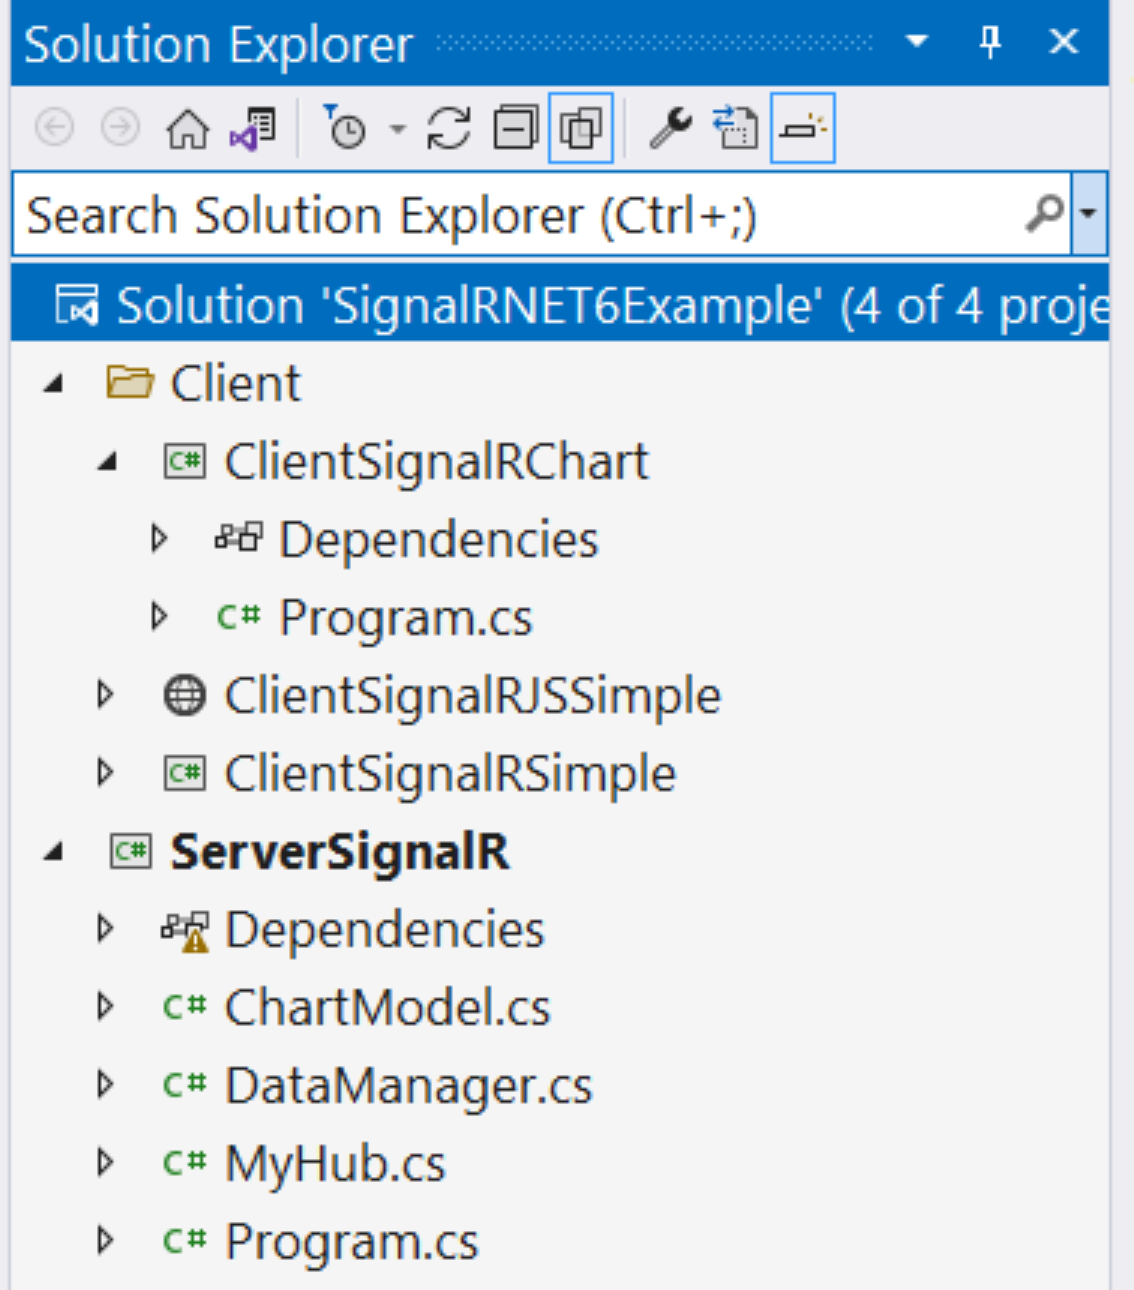 Solution Explorer
Search Solution Explorer (Ctrl+;)
Solution 'SignalRNET6Example' (4 of 4 proje
Client
C# ClientSignalRChart
Dependencies
C# Program.cs
ClientSignalRJSSimple
C# ClientSignalRSimple
C# ServerSignalR
Dependencies
C# ChartModel.cs
C# DataManager.cs
C# MyHub.cs
C# Program.cs